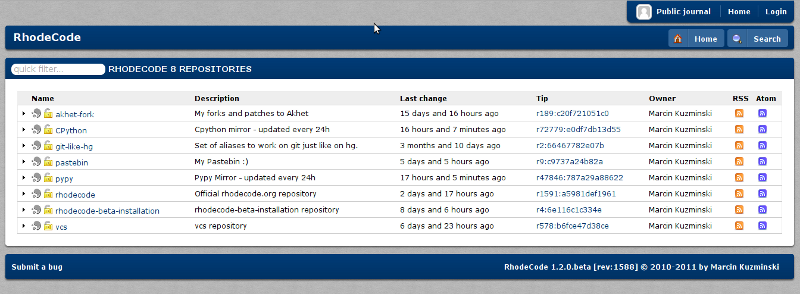 Public journal Home Login
RhodeCode Home Search
quick filter... RHODECODE 8 REPOSITORIES
Name Description Last change Tip Owner RSS Atom
akhet-fork My forks and patches to Akhet 15 days and 16 hours ago r189:c20f721051c0 Marcin Kuzminski
CPython Cpython mirror - updated every 24h 16 hours and 7 minutes ago r72779:e0df7db13d55 Marcin Kuzminski
git-like-hg Set of aliases to work on git just like on hg. 3 months and 10 days ago r2:66467782e07b Marcin Kuzminski
pastebin My Pastebin :) 5 days and 5 hours ago r9:c9737a24b82a Marcin Kuzminski
pypy Pypy Mirror - updated every 24h 17 hours and 5 minutes ago r47846:787a29a88622 Marcin Kuzminski
rhodecode Official rhodecode.org repository 2 days and 17 hours ago r1591:a5981def1961 Marcin Kuzminski
rhodecode-beta-installation rhodecode-beta-installation repository 8 days and 6 hours ago r4:6e116c1c334e Marcin Kuzminski
vcs vcs repository 6 days and 23 hours ago r578:b6fce47d38ce Marcin Kuzminski
Submit a bug RhodeCode 1.2.0.beta [rev:1588] © 2010-2011 by Marcin Kuzminski